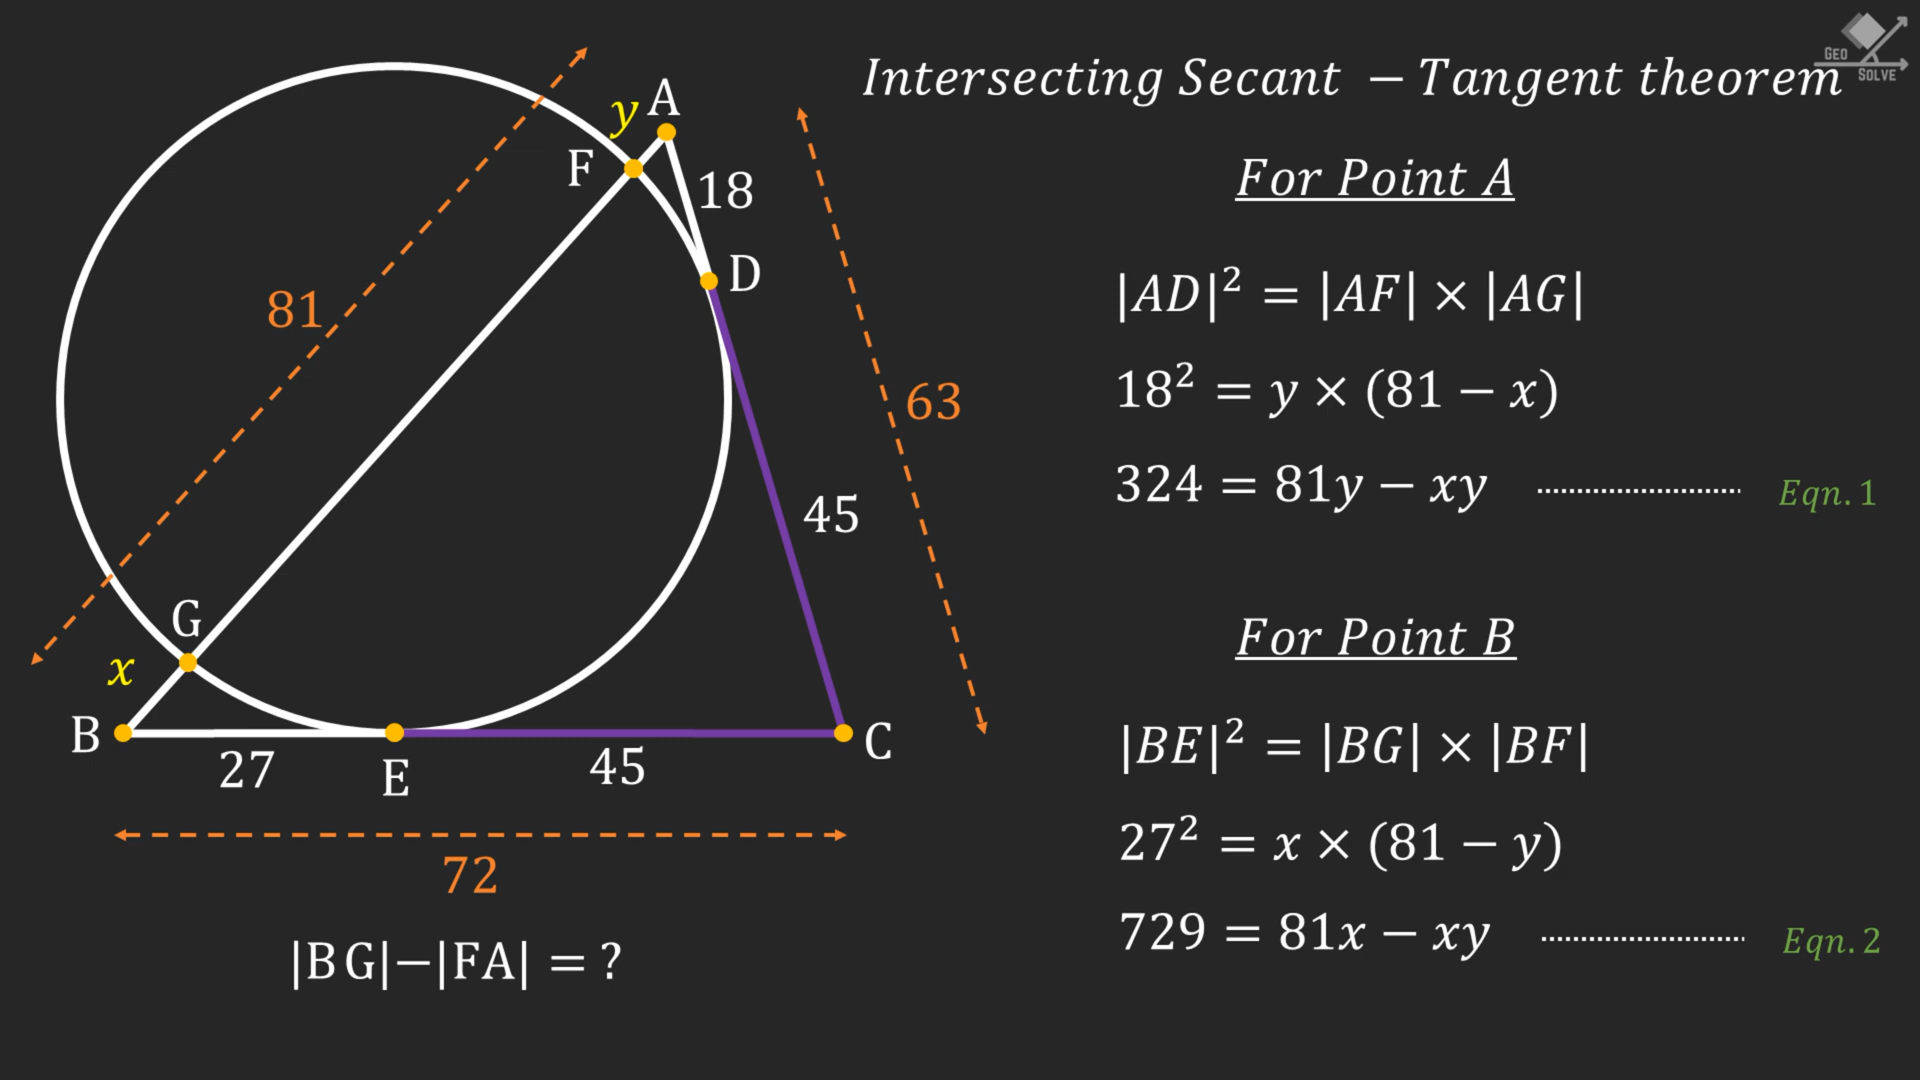 GEO SOLVE
Intersecting Secant − Tangent theorem
y A
F
18
D
81
63
45
G
x
B
27
E
45
C
72
|BG|−|FA| = ?
For Point A
|AD|² = |AF| × |AG|
18² = y × (81 − x)
324 = 81y − xy ..................... Eqn. 1
For Point B
|BE|² = |BG| × |BF|
27² = x × (81 − y)
729 = 81x − xy ..................... Eqn. 2